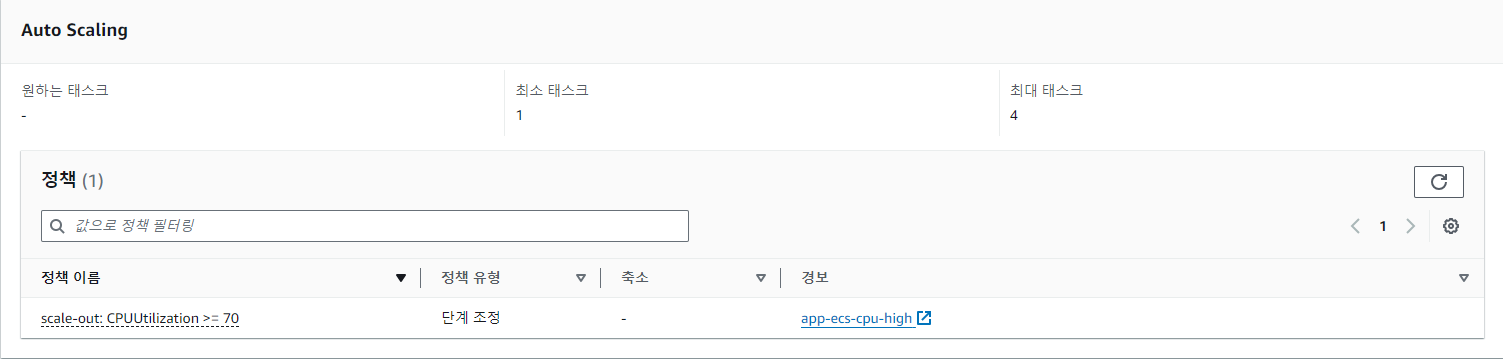 Auto Scaling
원하는 태스크
-
최소 태스크
1
최대 태스크
4
정책 (1)
값으로 정책 필터링
1
정책 이름 정책 유형 축소 경보
scale-out: CPUUtilization >= 70 단계 조정 - app-ecs-cpu-high